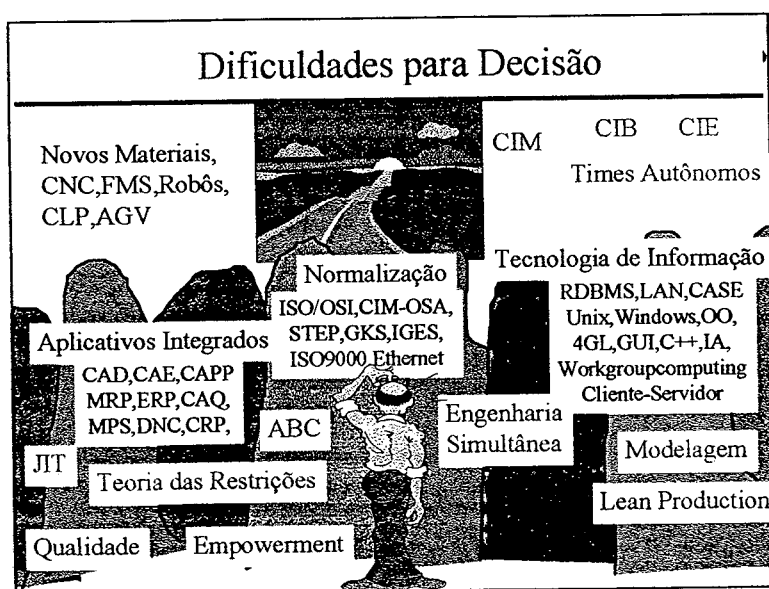 Dificuldades para Decisão
Novos Materiais,
CNC,FMS,Robôs,
CLP,AGV
CIM
CIB
CIE
Times Autônomos
Normalização
ISO/OSI,CIM-OSA,
STEP,GKS,IGES,
ISO9000,Ethernet
Tecnologia de Informação
RDBMS,LAN,CASE
Unix,Windows,OO,
4GL,GUI,C++,IA,
Workgroupcomputing
Cliente-Servidor
Aplicativos Integrados
CAD,CAE,CAPP
MRP,ERP,CAQ,
MPS,DNC,CRP,
ABC
Engenharia
Simultânea
JIT
Teoria das Restrições
Modelagem
Lean Production
Qualidade
Empowerment